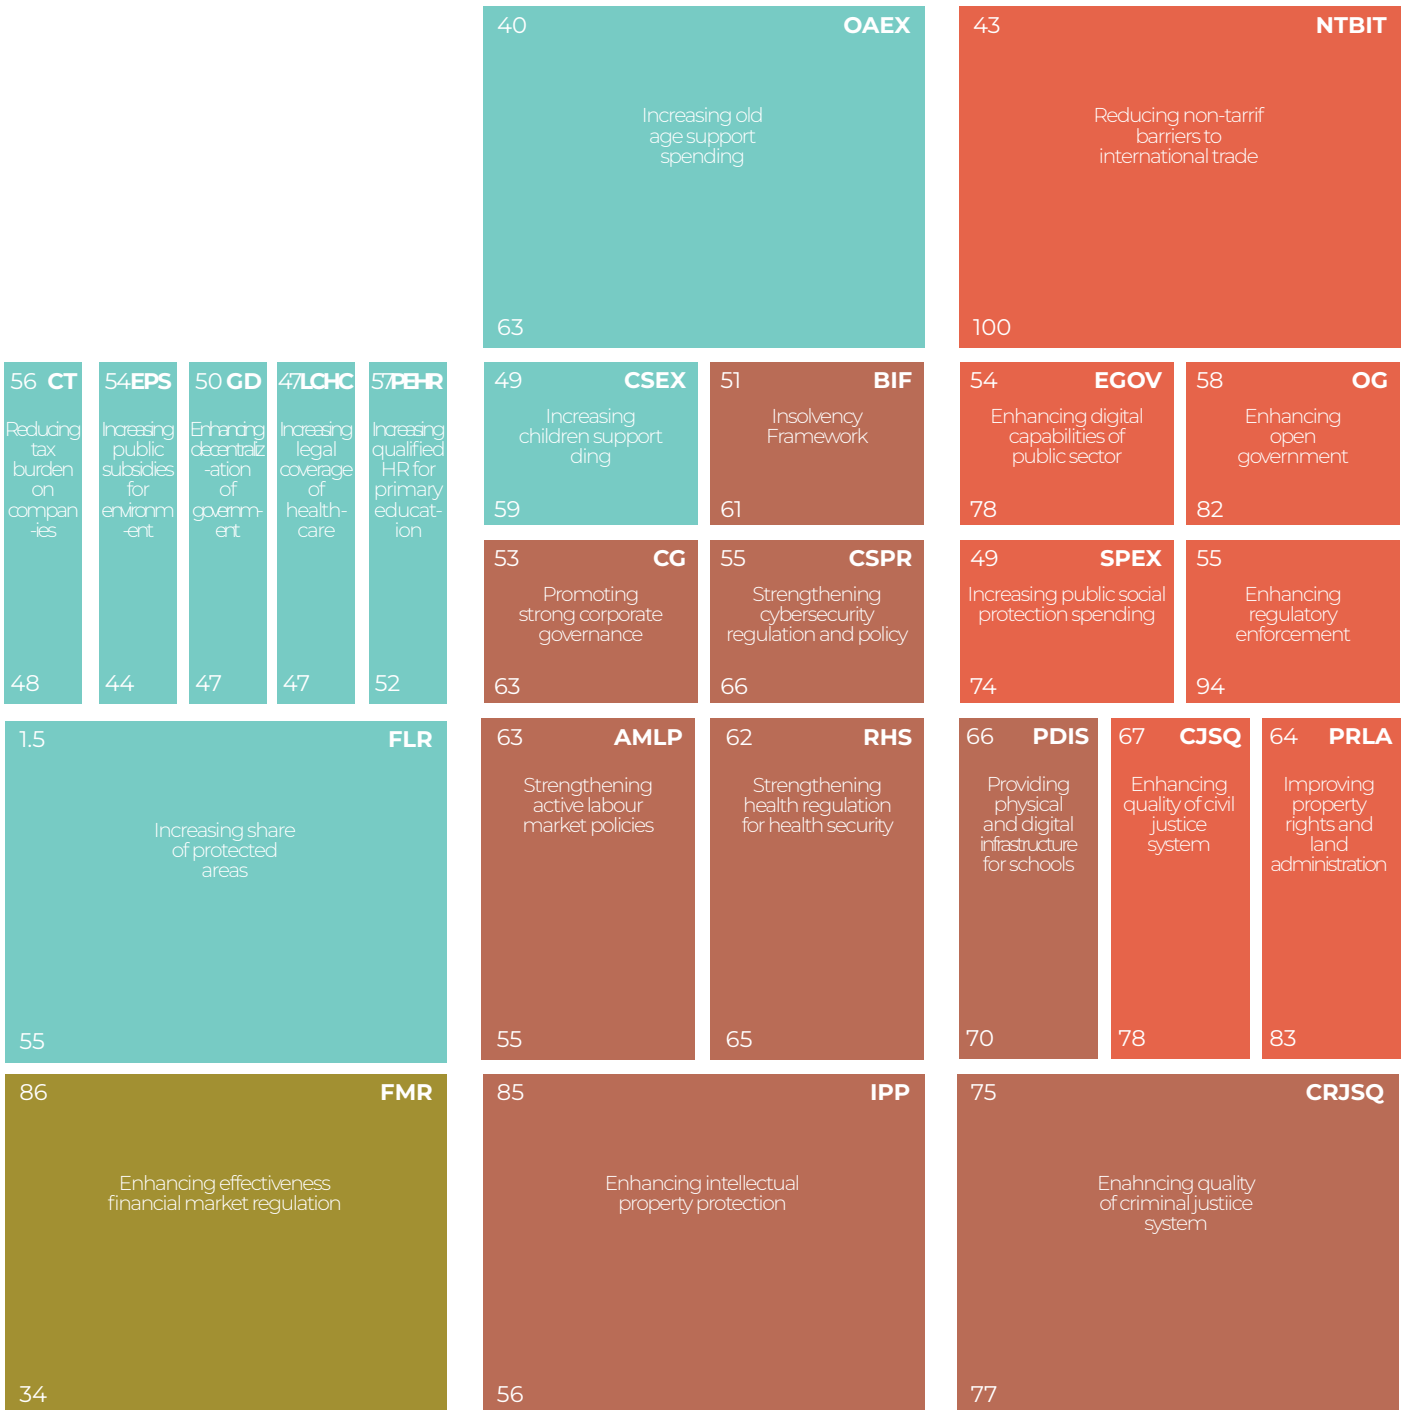 40 OAEX
Increasing old
age support
spending
63
43 NTBIT
Reducing non-tarrif
barriers to
international trade
100
56 CT
Reducing
tax
burden
on
compan
-ies
48
54 EPS
Increasing
public
subsidies
for
environm
-ent
44
50 GD
Enhancing
decentraliz
-ation
of
governm-
ent
47
47 LCHC
Increasing
legal
coverage
of
health-
care
47
57 PEHR
Increasing
qualified
HR for
primary
educat-
ion
52
49 CSEX
Increasing
children support
ding
59
51 BIF
Insolvency
Framework
61
54 EGOV
Enhancing digital
capabilities of
public sector
78
58 OG
Enhancing
open
government
82
53 CG
Promoting
strong corporate
governance
63
55 CSPR
Strengthening
cybersecurity
regulation and policy
66
49 SPEX
Increasing public social
protection spending
74
55
Enhancing
regulatory
enforcement
94
1.5 FLR
Increasing share
of protected
areas
55
63 AMLP
Strengthening
active labour
market policies
55
62 RHS
Strengthening
health regulation
for health security
65
66 PDIS
Providing
physical
and digital
infrastructure
for schools
70
67 CJSQ
Enhancing
quality of civil
justice
system
78
64 PRLA
Improving
property
rights and
land
administration
83
86 FMR
Enhancing effectiveness
financial market regulation
34
85 IPP
Enhancing intellectual
property protection
56
75 CRJSQ
Enahncing quality
of criminal justiice
system
77